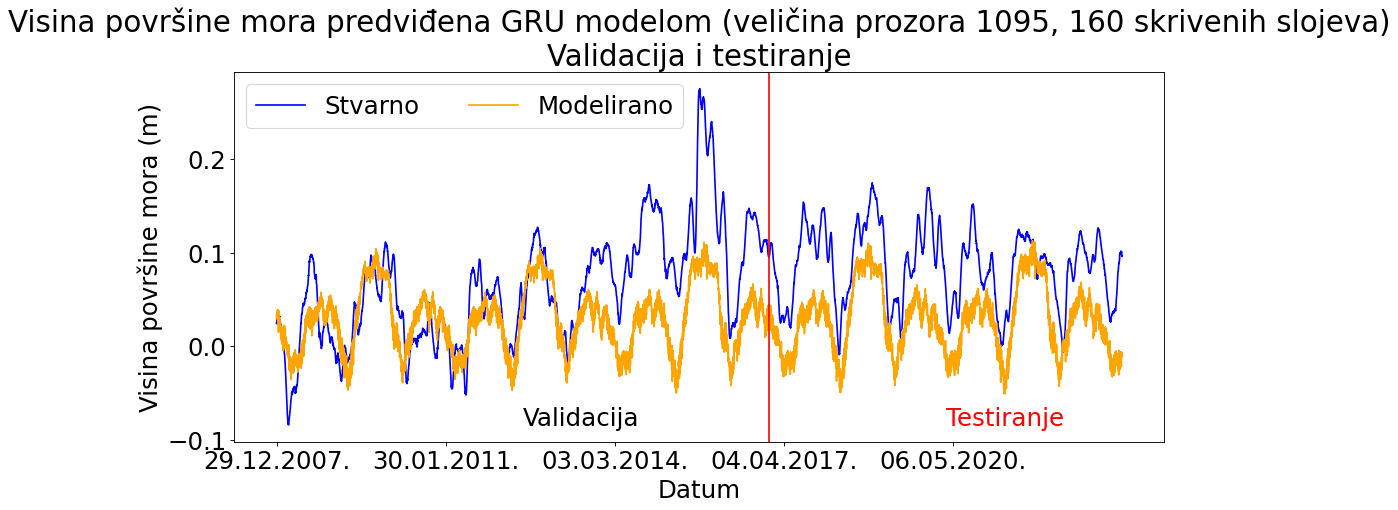 Visina površine mora predviđena GRU modelom (veličina prozora 1095, 160 skrivenih slojeva)
Validacija i testiranje
Stvarno Modelirano
Visina površine mora (m)
0.2
0.1
0.0
−0.1
Validacija Testiranje
29.12.2007. 30.01.2011. 03.03.2014. 04.04.2017. 06.05.2020.
Datum